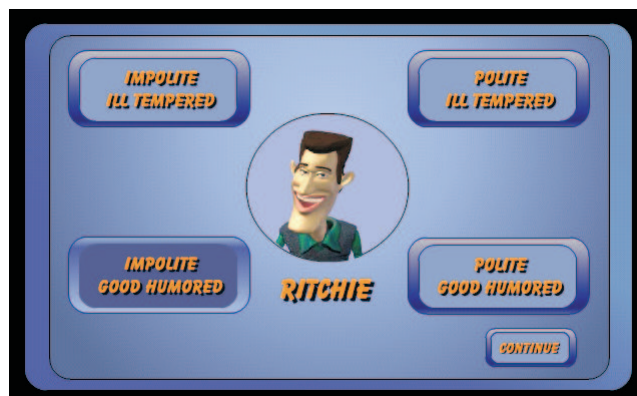 IMPOLITE
ILL TEMPERED
POLITE
ILL TEMPERED
IMPOLITE
GOOD HUMORED
RITCHIE
POLITE
GOOD HUMORED
CONTINUE